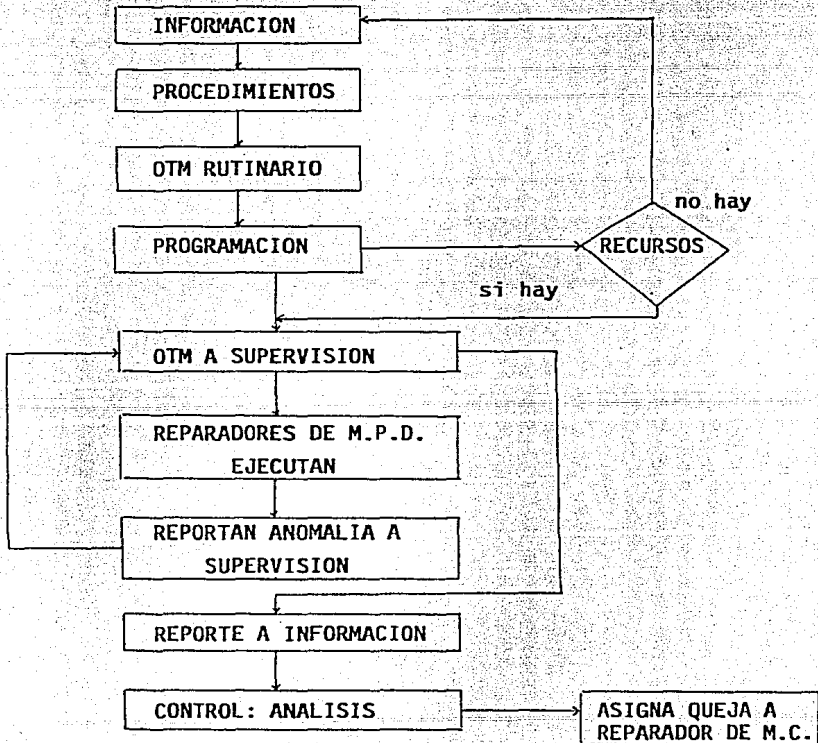 INFORMACION
PROCEDIMIENTOS
OTM RUTINARIO
no hay
PROGRAMACION
RECURSOS
si hay
OTM A SUPERVISION
REPARADORES DE M.P.D.
EJECUTAN
REPORTAN ANOMALIA A
SUPERVISION
REPORTE A INFORMACION
CONTROL: ANALISIS
ASIGNA QUEJA A
REPARADOR DE M.C.